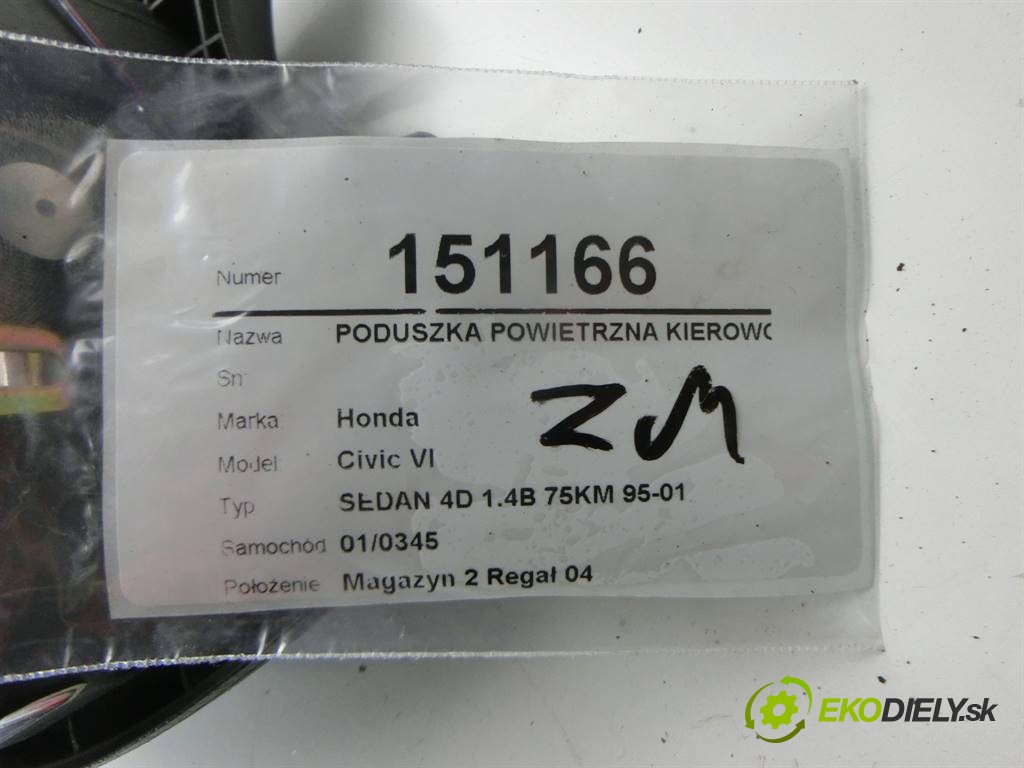 Numer 151166
Nazwa PODUSZKA POWIETRZNA KIEROWC
Sn
Marka Honda
Model Civic VI
Typ SEDAN 4D 1.4B 75KM 95-01
Samochód 01/0345
Położenie Magazyn 2 Regał 04
ZM
EKODIELY.sk